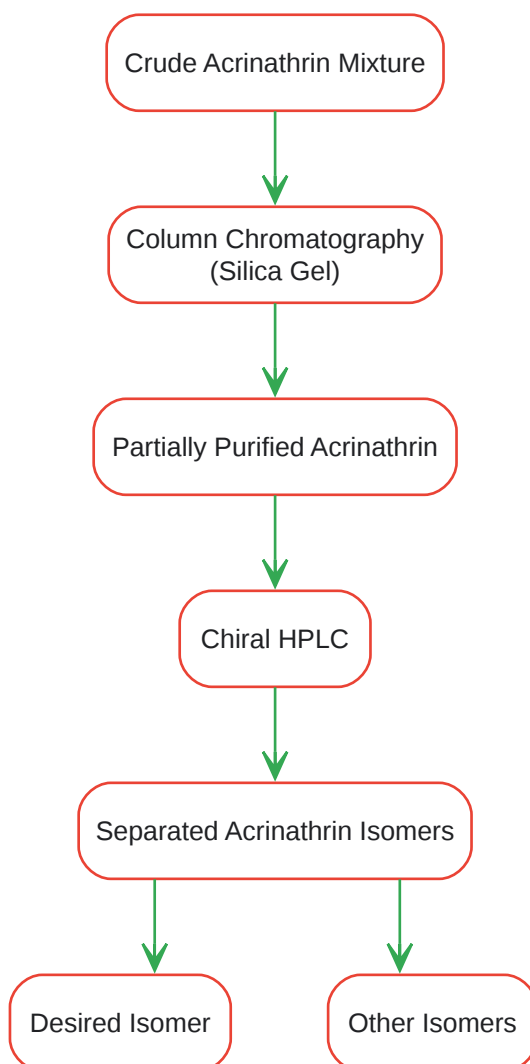 Crude Acrinathrin Mixture
Column Chromatography
(Silica Gel)
Partially Purified Acrinathrin
Chiral HPLC
Separated Acrinathrin Isomers
Desired Isomer
Other Isomers